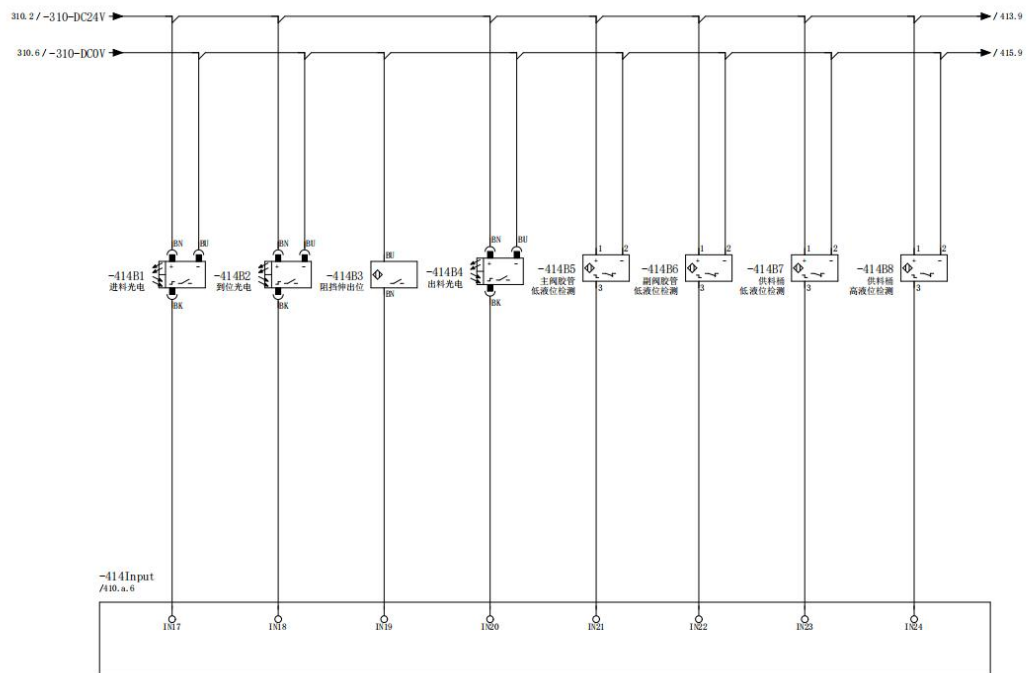 310.2/-310-DC24V
/413.9
310.6/-310-DC0V
/415.9
BN BU
-414B1
进料光电
BK
BN BU
-414B2
到位光电
BK
BU
-414B3
阻挡伸出位
BN
BN BU
-414B4
出料光电
BK
1 2
-414B5
主阀胶管
低液位检测
3
1 2
-414B6
副阀胶管
低液位检测
3
1 2
-414B7
供料桶
低液位检测
3
1 2
-414B8
供料桶
高液位检测
3
-414Input
/410.a.6
IN17 IN18 IN19 IN20 IN21 IN22 IN23 IN24